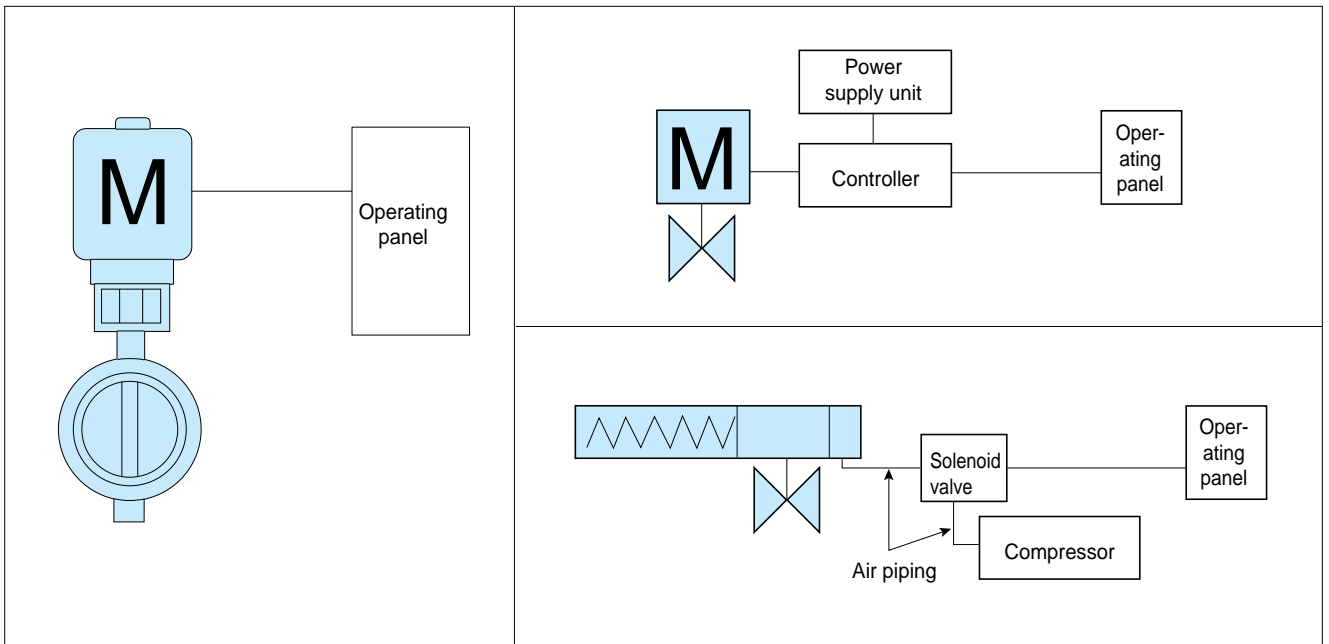 M
Operating
panel
Power
supply unit
M
Controller
Oper-
ating
panel
Solenoid
valve
Oper-
ating
panel
Compressor
Air piping